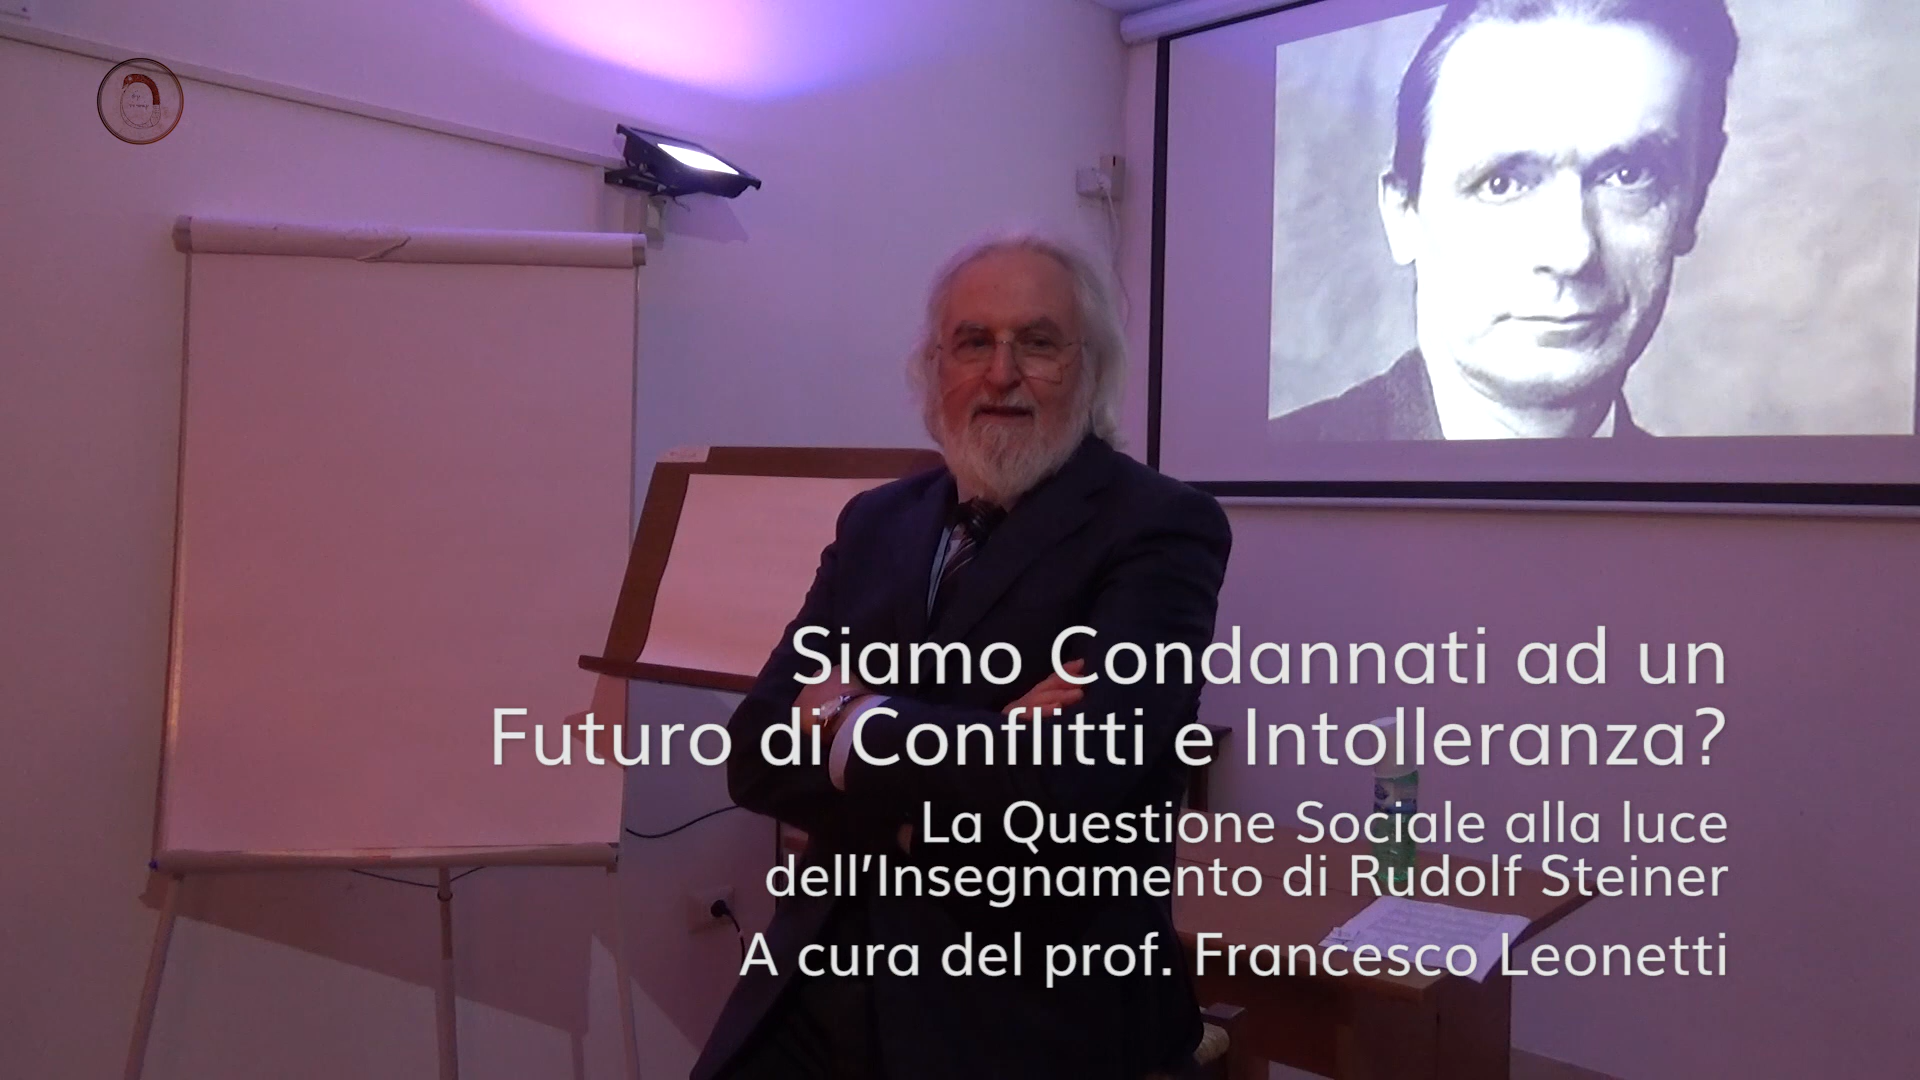 Siamo Condannati ad un
Futuro di Conflitti e Intolleranza?
La Questione Sociale alla luce
dell’Insegnamento di Rudolf Steiner
A cura del prof. Francesco Leonetti